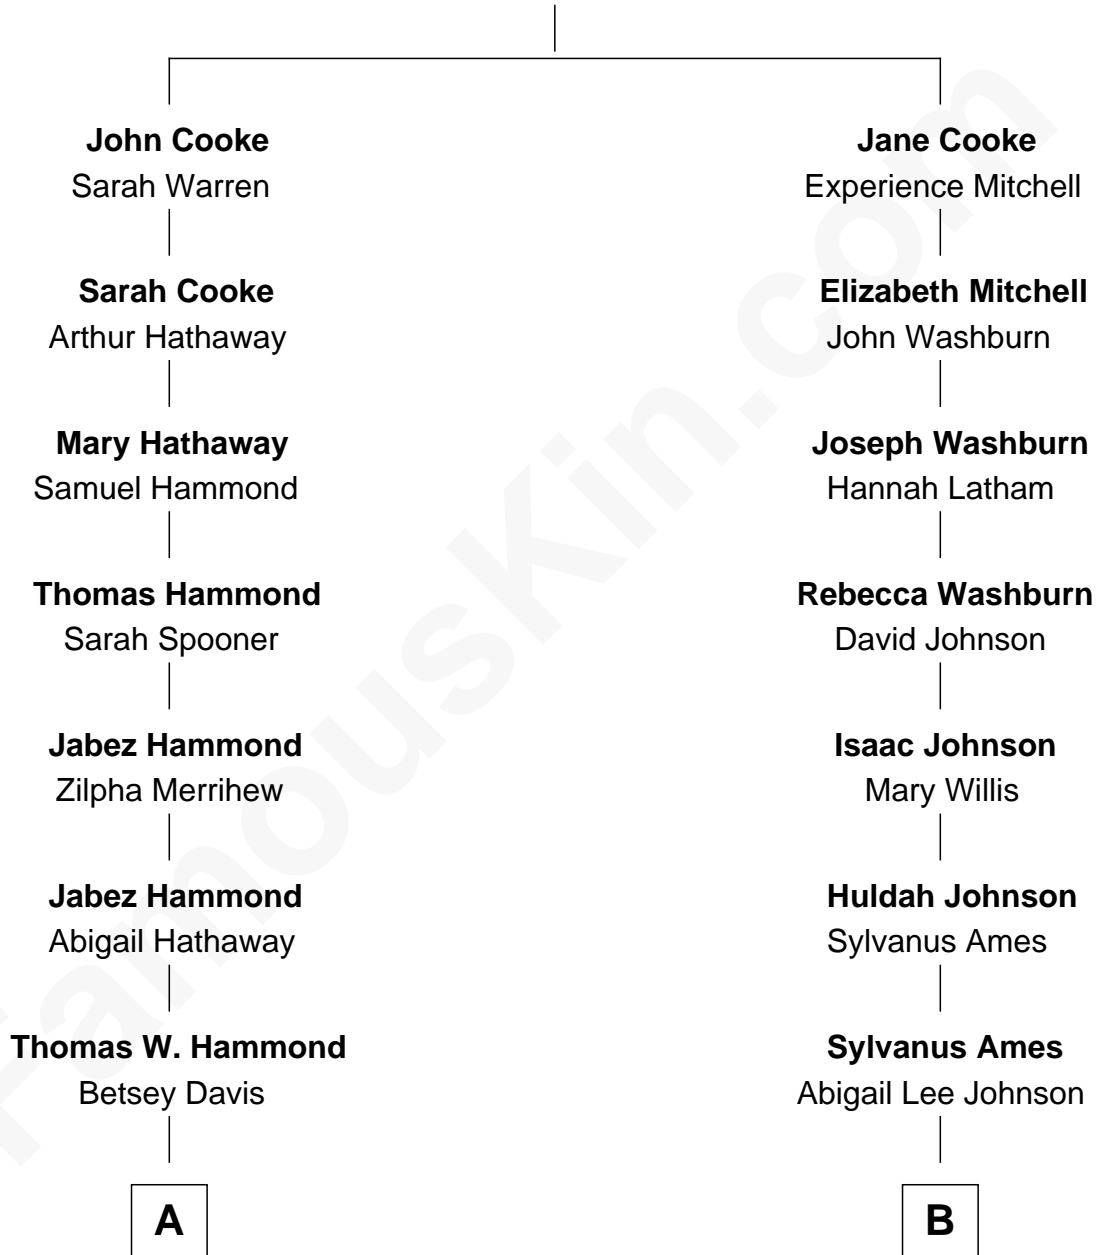 John Cooke
Sarah Warren
Jane Cooke
Experience Mitchell
Sarah Cooke
Arthur Hathaway
Elizabeth Mitchell
John Washburn
Mary Hathaway
Samuel Hammond
Joseph Washburn
Hannah Latham
Thomas Hammond
Sarah Spooner
Rebecca Washburn
David Johnson
Jabez Hammond
Zilpha Merrihew
Isaac Johnson
Mary Willis
Jabez Hammond
Abigail Hathaway
Huldah Johnson
Sylvanus Ames
Thomas W. Hammond
Betsey Davis
Sylvanus Ames
Abigail Lee Johnson
A
B
FamousKin.com